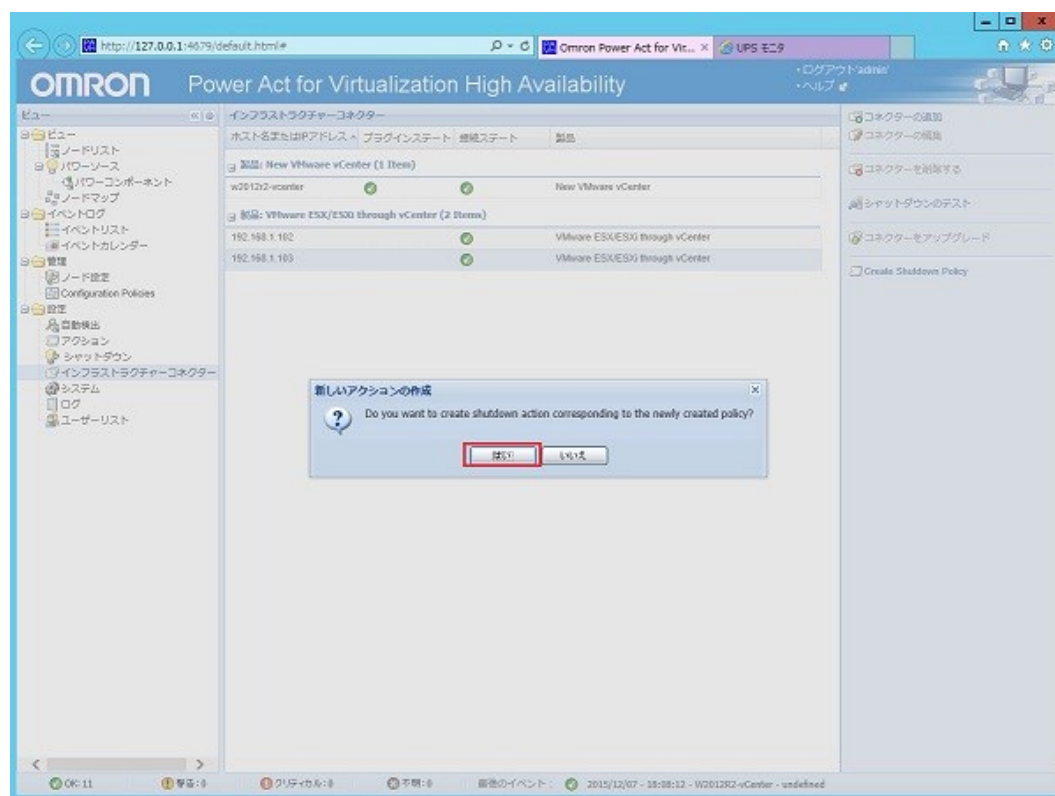 http://127.0.0.1:4679/default.html#
Omron Power Act for Vir...
UPS モニタ
OMRON
Power Act for Virtualization High Availability
・ログアウト'admin'
・ヘルプ
ビュー
ビュー
ノードリスト
パワーソース
パワーコンポーネント
ノードマップ
イベントログ
イベントリスト
イベントカレンダー
管理
ノード設定
Configuration Policies
設定
自動検出
アクション
シャットダウン
インフラストラクチャーコネクター
システム
ログ
ユーザーリスト
インフラストラクチャーコネクター
ホスト名またはIPアドレス プラグインステート 接続ステート 製品
製品: New VMware vCenter (1 Item)
w2012r2-vcenter New VMware vCenter
製品: VMware ESX/ESXi through vCenter (2 Items)
192.168.1.102 VMware ESX/ESXi through vCenter
192.168.1.103 VMware ESX/ESXi through vCenter
コネクターの追加
コネクターの編集
コネクターを削除する
シャットダウンのテスト
コネクターをアップグレード
Create Shutdown Policy
新しいアクションの作成
Do you want to create shutdown action corresponding to the newly created policy?
はい いいえ
OK:11 警告:0 クリティカル:0 不明:0 最後のイベント: 2015/12/07 - 18:08:12 - W2012R2-vCenter - undefined